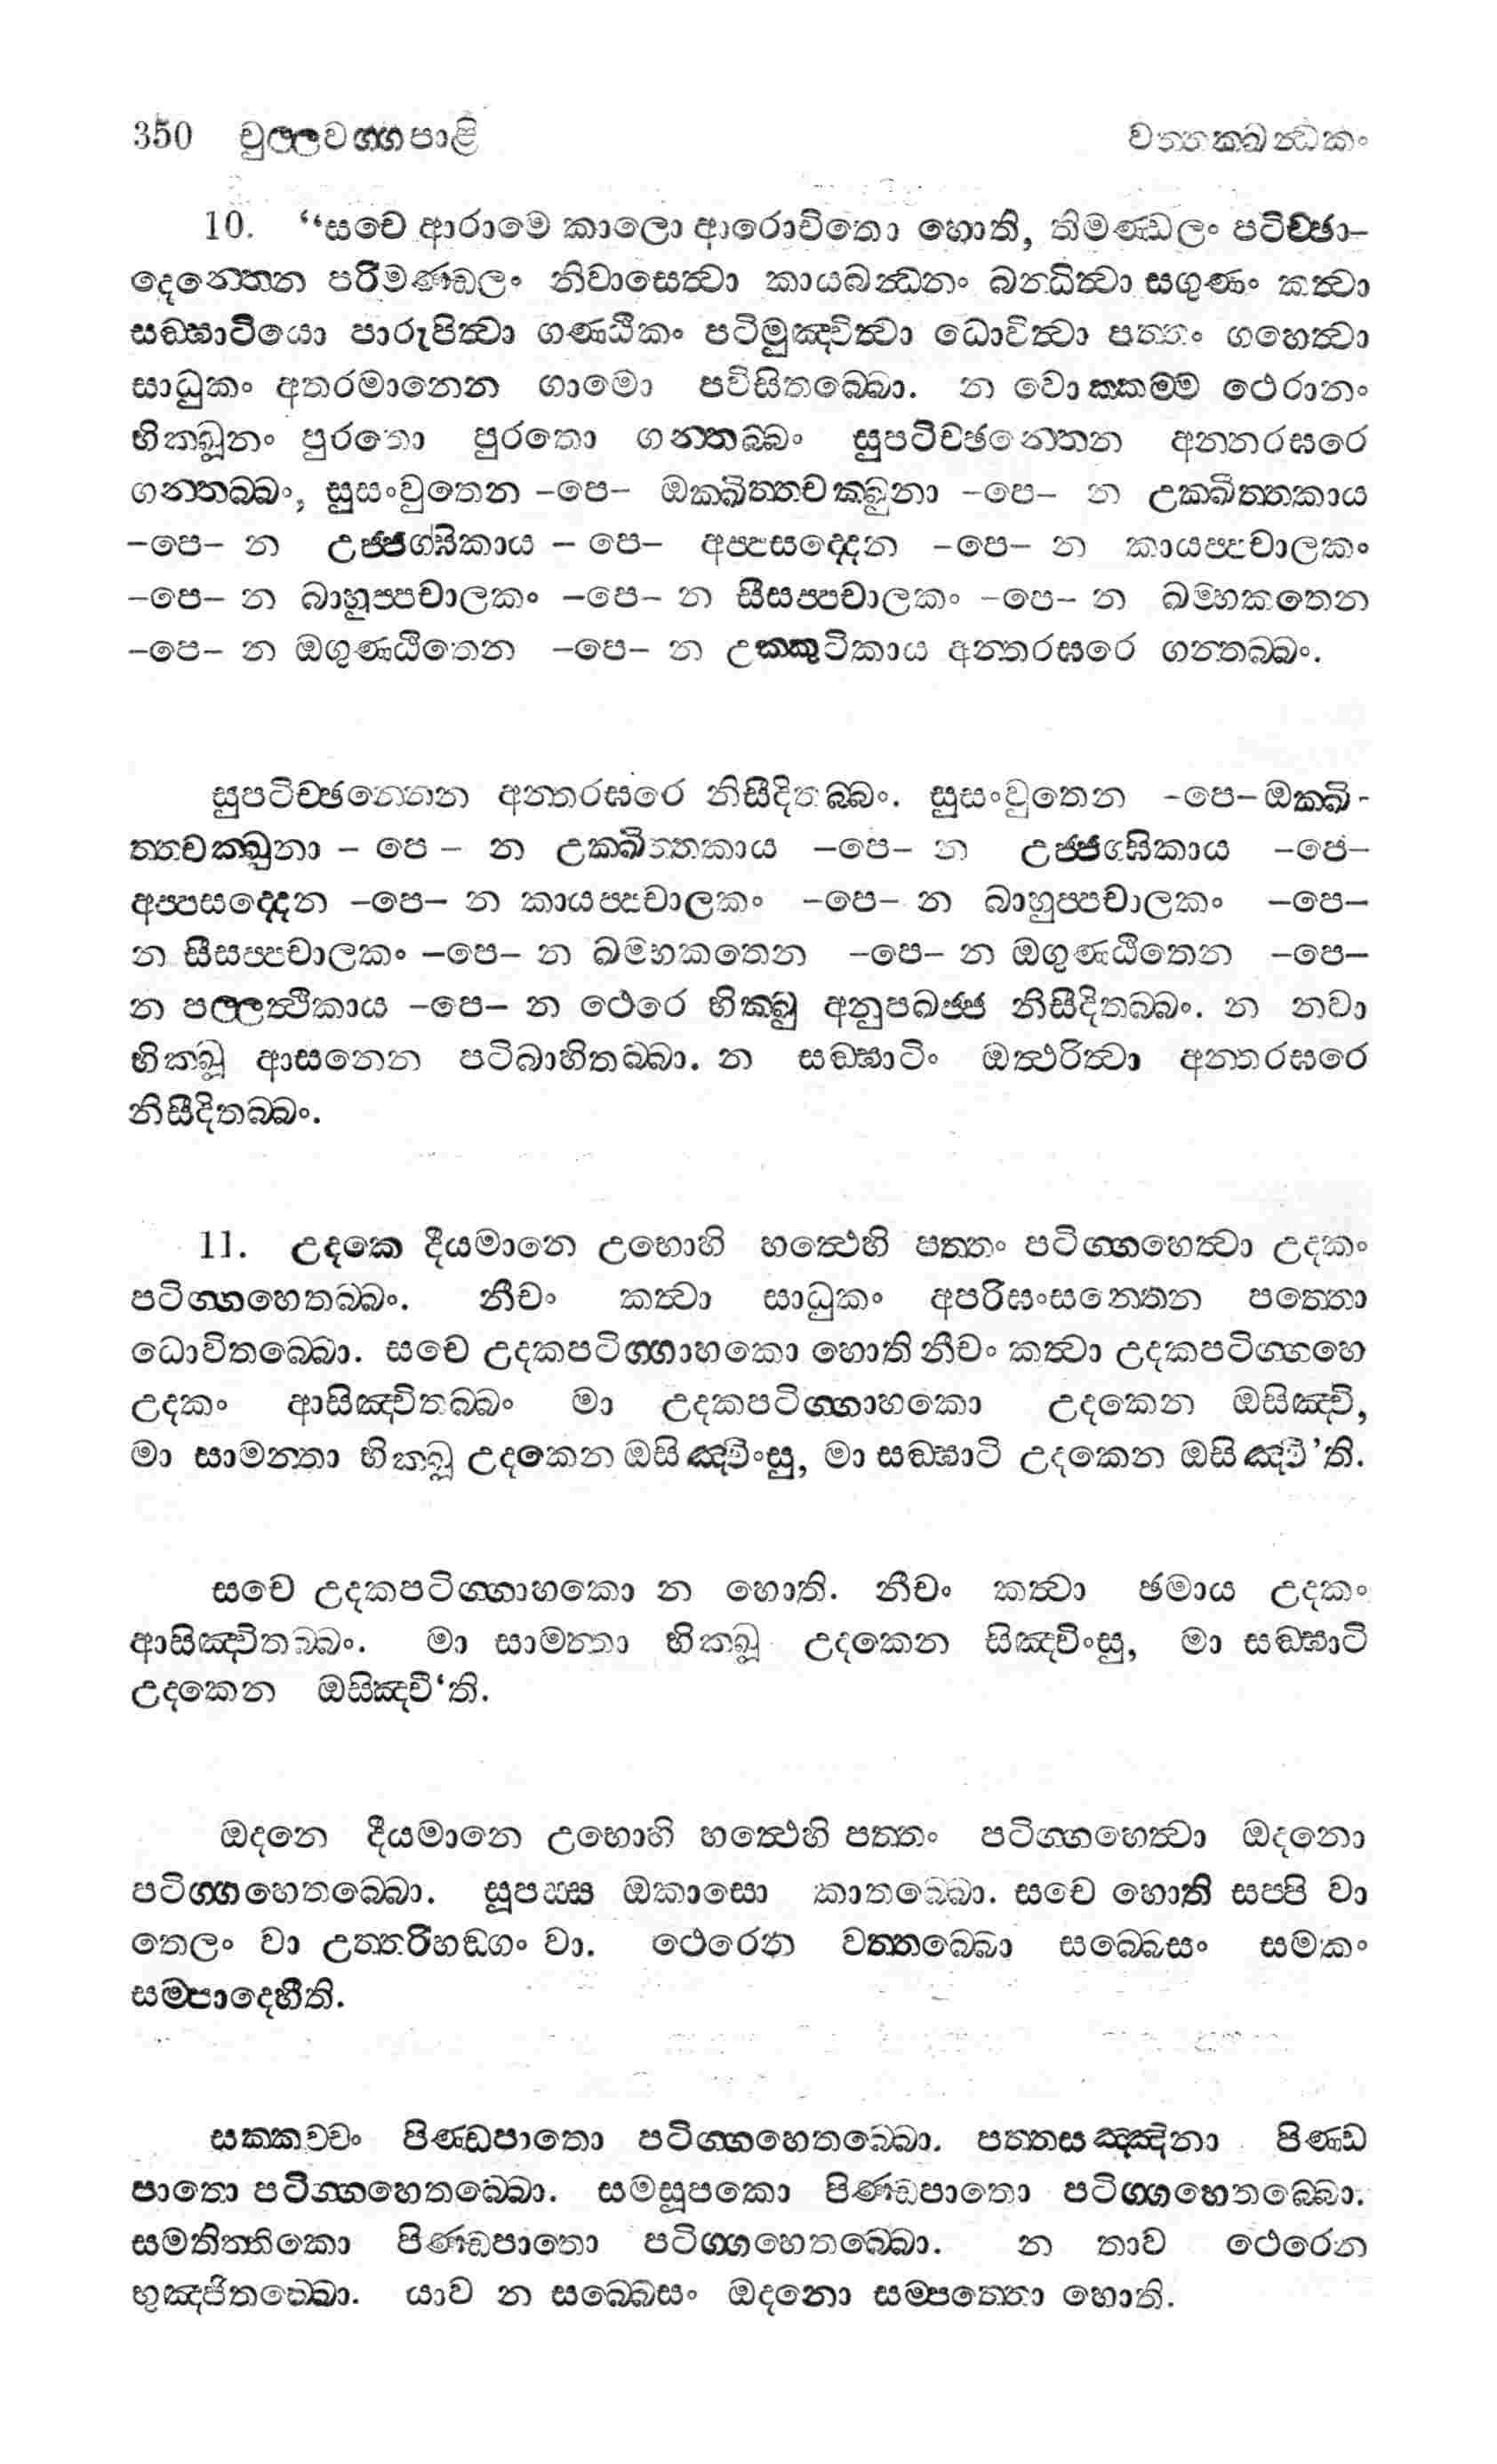 350 චුල්ලවග්ගපාළි වත්තක්ඛන්ධකං
10. “සචෙ ආරාමෙ කාලො ආරොචිතො හොති, තිමණ්ඩලං පටිච්ඡා-
දෙන්තෙන පරිමණ්ඩලං නිවාසෙත්වා කායබන්ධනං බන්ධිත්වා සගුණං කත්වා
සඞ්ඝාටියො පාරුපිත්වා ගණ්ඨිකං පටිමුඤ්චිත්වා ධොවිත්වා පත්තං ගහෙත්වා
සාධුකං අතරමානෙන ගාමො පවිසිතබ්බො. න වොක්කම්ම ථෙරානං
භික්ඛූනං පුරතො පුරතො ගන්තබ්බං සුපටිච්ඡන්නෙන අන්තරඝරෙ
ගන්තබ්බං, සුසංවුතෙන –පෙ– ඔක්ඛිත්තචක්ඛුනා –පෙ– න උක්ඛිත්තකාය
–පෙ– න උජ්ජග්ඝිකාය – පෙ– අප්පසද්දෙන –පෙ– න කායප්පචාලකං
–පෙ– න බාහුප්පචාලකං –පෙ– න සීසප්පචාලකං –පෙ– න ඛම්භකතෙන
–පෙ– න ඔගුණ්ඨිතෙන –පෙ– න උක්කුටිකාය අන්තරඝරෙ ගන්තබ්බං.
සුපටිච්ඡන්නෙන අන්තරඝරෙ නිසීදිතබ්බං. සුසංවුතෙන –පෙ– ඔක්ඛි-
ත්තචක්ඛුනා – පෙ – න උක්ඛිත්තකාය –පෙ– න උජ්ජග්ඝිකාය –පෙ–
අප්පසද්දෙන –පෙ– න කායප්පචාලකං –පෙ– න බාහුප්පචාලකං –පෙ–
න සීසප්පචාලකං –පෙ– න ඛම්භකතෙන –පෙ– න ඔගුණ්ඨිතෙන –පෙ–
න පල්ලත්ථිකාය –පෙ– න ථෙරෙ භික්ඛූ අනුපඛජ්ජ නිසීදිතබ්බං. න නවා
භික්ඛූ ආසනෙන පටිබාහිතබ්බා. න සඞ්ඝාටිං ඔත්ථරිත්වා අන්තරඝරෙ
නිසීදිතබ්බං.
11. උදකෙ දීයමානෙ උභොහි හත්ථෙහි පත්තං පටිග්ගහෙත්වා උදකං
පටිග්ගහෙතබ්බං. නීචං කත්වා සාධුකං අපරිඝංසන්තෙන පත්තො
ධොවිතබ්බො. සචෙ උදකපටිග්ගාහකො හොති නීචං කත්වා උදකපටිග්ගහෙ
උදකං ආසිඤ්චිතබ්බං මා උදකපටිග්ගාහකො උදකෙන ඔසිඤ්චි,
මා සාමන්තා භික්ඛූ උදකෙන ඔසිඤ්චිංසු, මා සඞ්ඝාටි උදකෙන ඔසිඤ්චී’ති.
සචෙ උදකපටිග්ගාහකො න හොති. නීචං කත්වා ඡමාය උදකං
ආසිඤ්චිතබ්බං. මා සාමන්තා භික්ඛූ උදකෙන සිඤ්චිංසු, මා සඞ්ඝාටි
උදකෙන ඔසිඤ්චී‘ති.
ඔදනෙ දීයමානෙ උභොහි හත්ථෙහි පත්තං පටිග්ගහෙත්වා ඔදනො
පටිග්ගහෙතබ්බො. සූපස්ස ඔකාසො කාතබ්බො. සචෙ හොති සප්පි වා
තෙලං වා උත්තරිභඞ්ගං වා. ථෙරෙන වත්තබ්බො සබ්බෙසං සමකං
සම්පාදෙහීති.
සක්කච්චං පිණ්ඩපාතො පටිග්ගහෙතබ්බො. පත්තසඤ්ඤිනා පිණ්ඩ
පාතො පටිග්ගහෙතබ්බො. සමසූපකො පිණ්ඩපාතො පටිග්ගහෙතබ්බො.
සමතිත්තිකො පිණ්ඩපාතො පටිග්ගහෙතබ්බො. න තාව ථෙරෙන
භුඤ්ජිතබ්බො. යාව න සබ්බෙසං ඔදනො සම්පත්තො හොති.